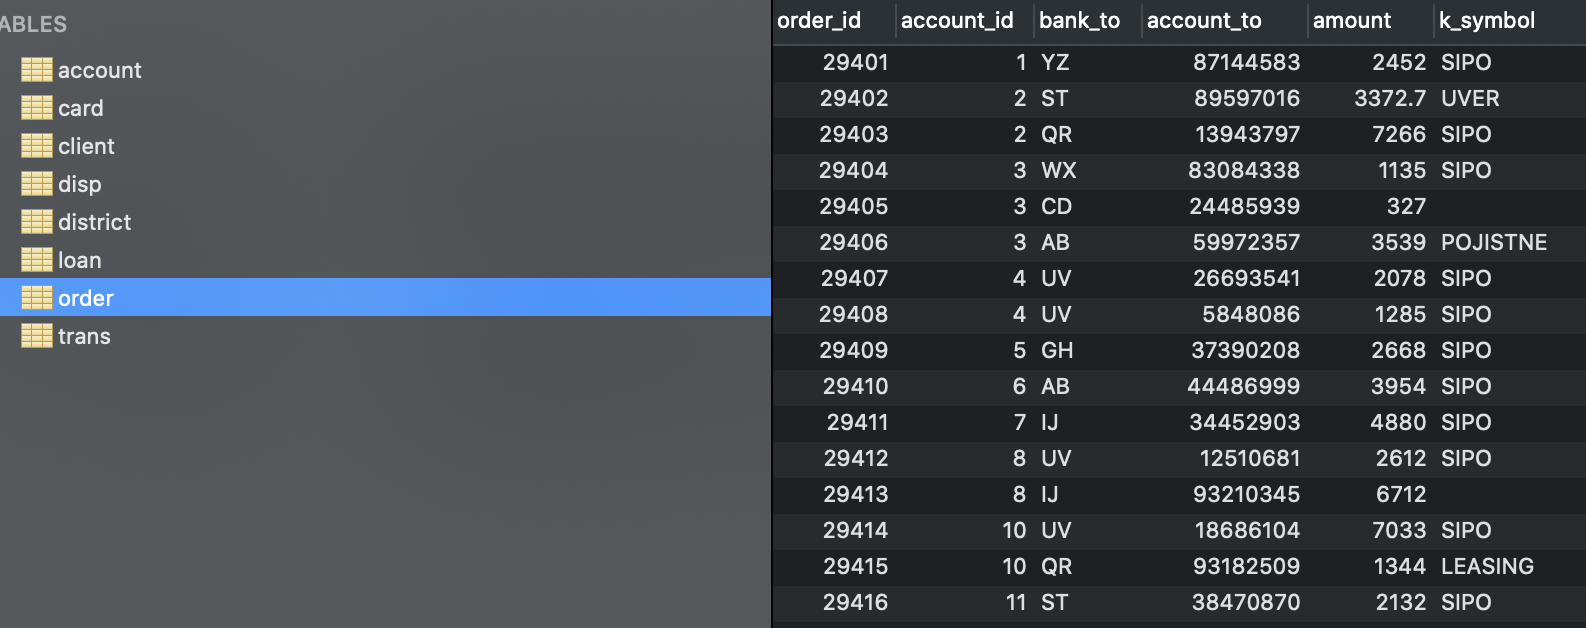 ABLES
account
card
client
disp
district
loan
order
trans
order_id account_id bank_to account_to amount k_symbol
29401 1 YZ 87144583 2452 SIPO
29402 2 ST 89597016 3372.7 UVER
29403 2 QR 13943797 7266 SIPO
29404 3 WX 83084338 1135 SIPO
29405 3 CD 24485939 327
29406 3 AB 59972357 3539 POJISTNE
29407 4 UV 26693541 2078 SIPO
29408 4 UV 5848086 1285 SIPO
29409 5 GH 37390208 2668 SIPO
29410 6 AB 44486999 3954 SIPO
29411 7 IJ 34452903 4880 SIPO
29412 8 UV 12510681 2612 SIPO
29413 8 IJ 93210345 6712
29414 10 UV 18686104 7033 SIPO
29415 10 QR 93182509 1344 LEASING
29416 11 ST 38470870 2132 SIPO